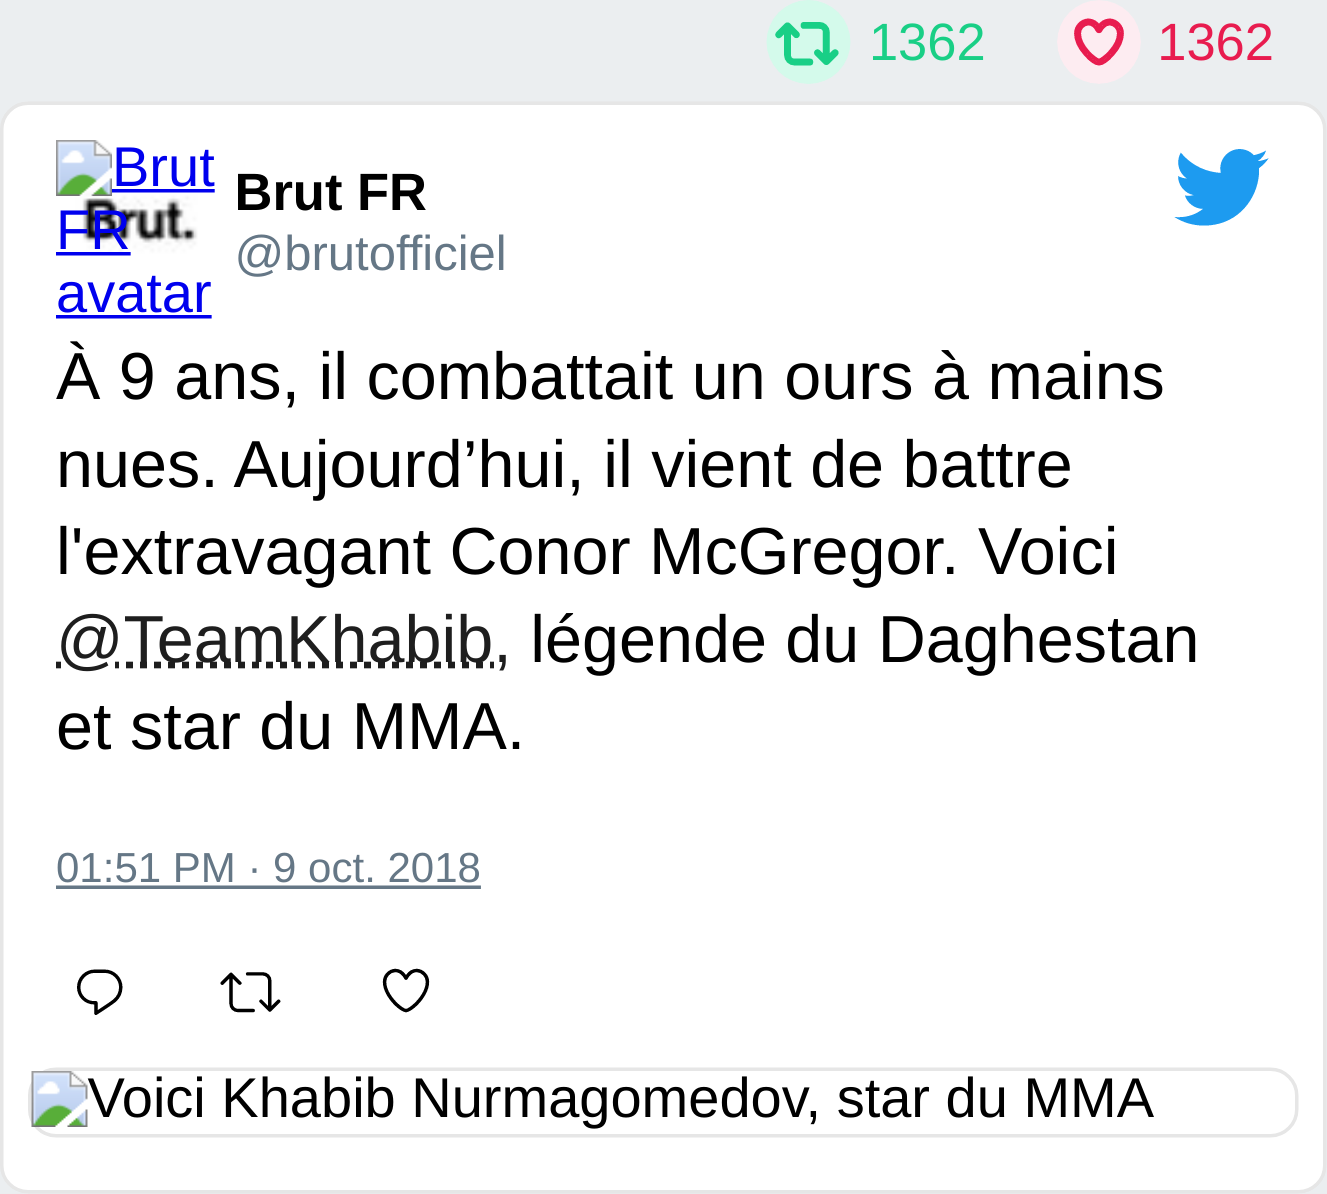 1362 1362
Brut FR avatar
Brut.
Brut FR
@brutofficiel
À 9 ans, il combattait un ours à mains
nues. Aujourd’hui, il vient de battre
l'extravagant Conor McGregor. Voici
@TeamKhabib, légende du Daghestan
et star du MMA.
01:51 PM · 9 oct. 2018
Voici Khabib Nurmagomedov, star du MMA